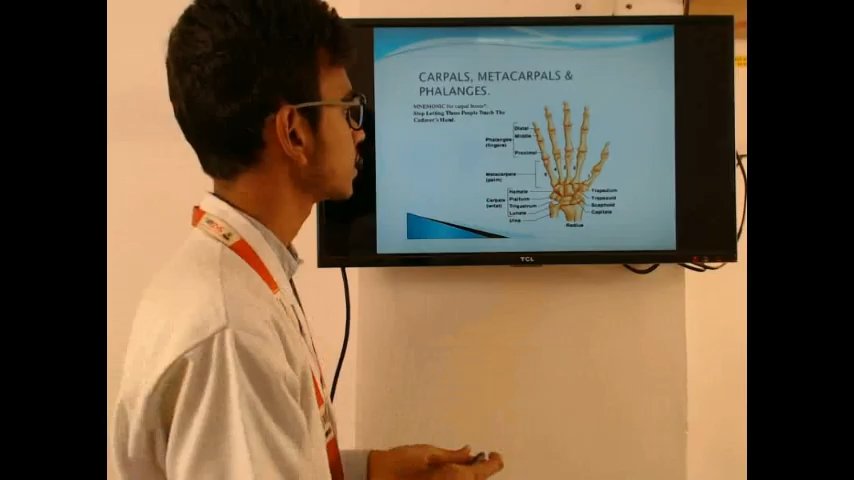 CARPALS, METACARPALS &
PHALANGES.
MNEMONIC for carpal bones":
Stop Letting Those People Touch The
Cadaver's Hand.
Distal
Middle
Phalanges
(fingers)
Proximal
Metacarpals
(palm)
Hamate
Pisiform
Carpals
(wrist)
Triquetrum
Lunate
Ulna
Trapezium
Trapezoid
Scaphoid
Capitate
Radius
TCL